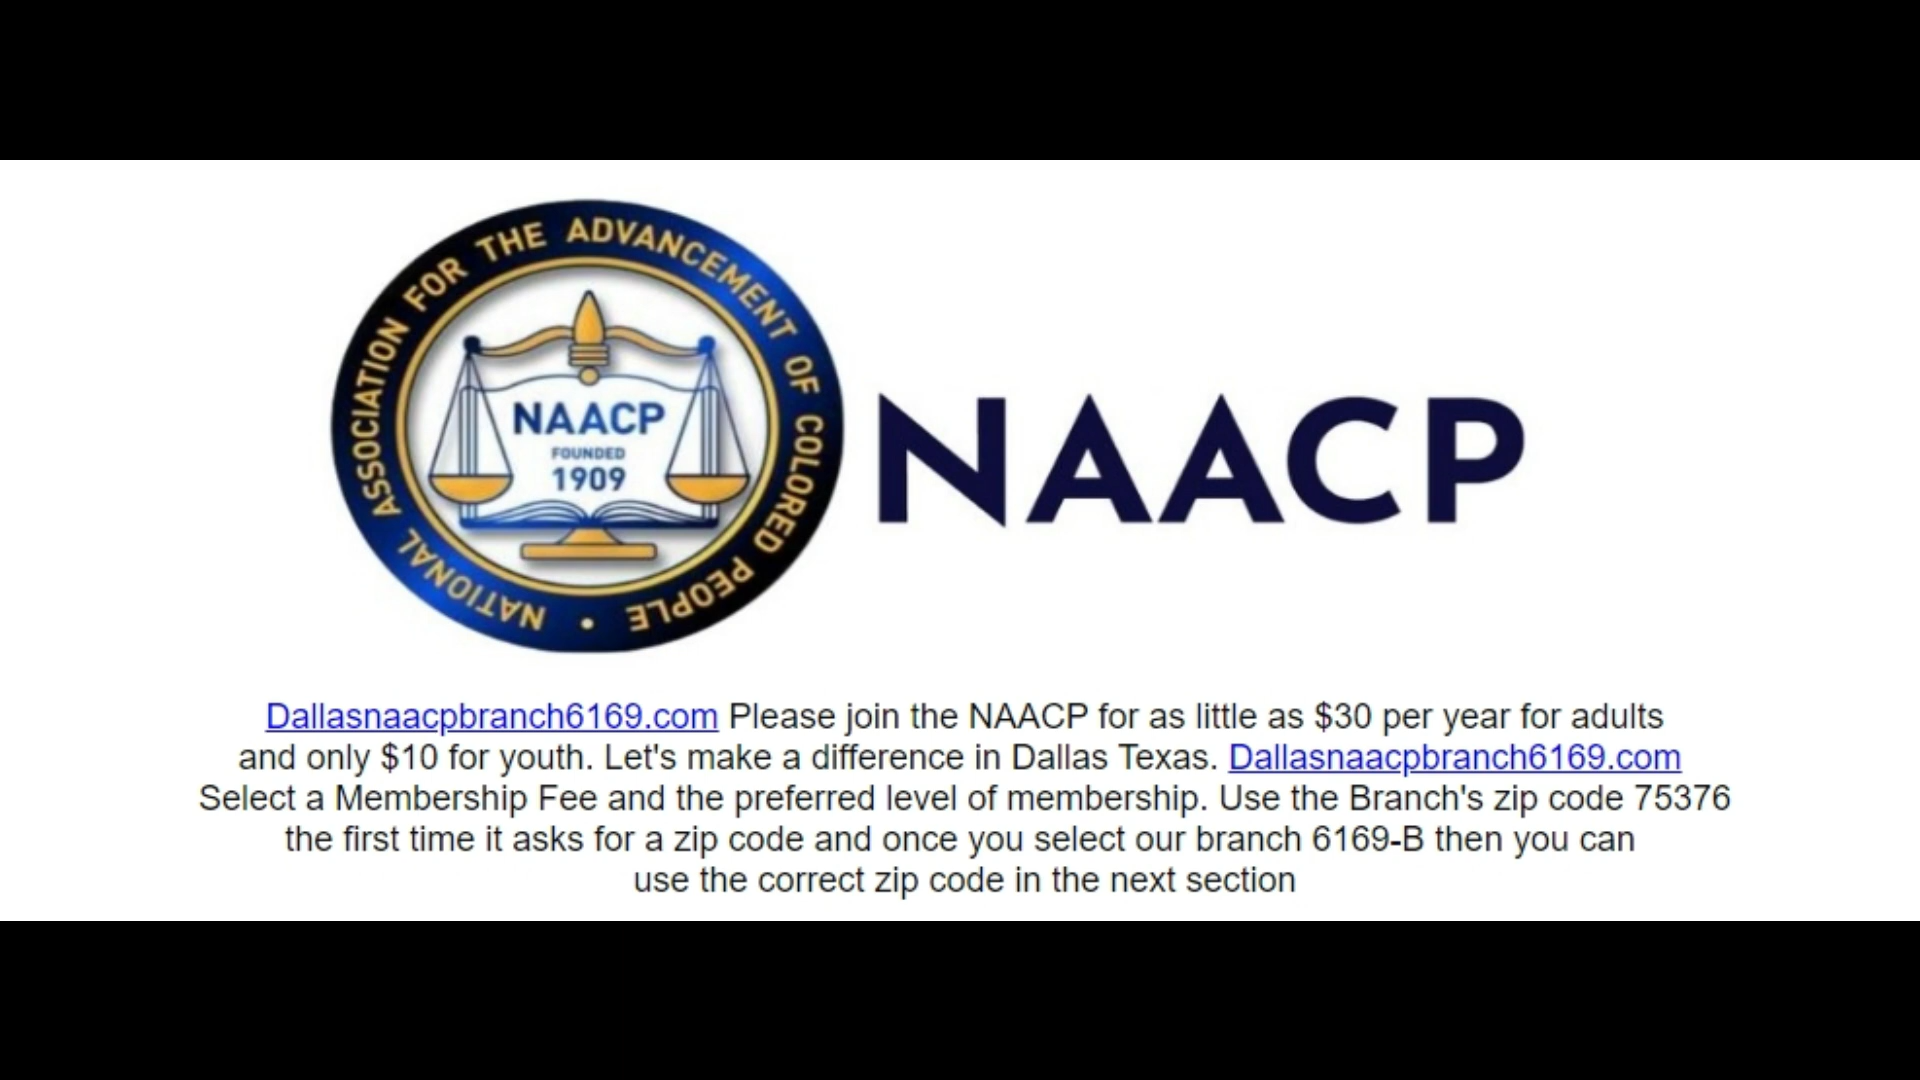 NATIONAL ASSOCIATION FOR THE ADVANCEMENT OF COLORED PEOPLE •
NAACP
FOUNDED
1909
NAACP
Dallasnaacpbranch6169.com Please join the NAACP for as little as $30 per year for adults
and only $10 for youth. Let's make a difference in Dallas Texas. Dallasnaacpbranch6169.com
Select a Membership Fee and the preferred level of membership. Use the Branch's zip code 75376
the first time it asks for a zip code and once you select our branch 6169-B then you can
use the correct zip code in the next section